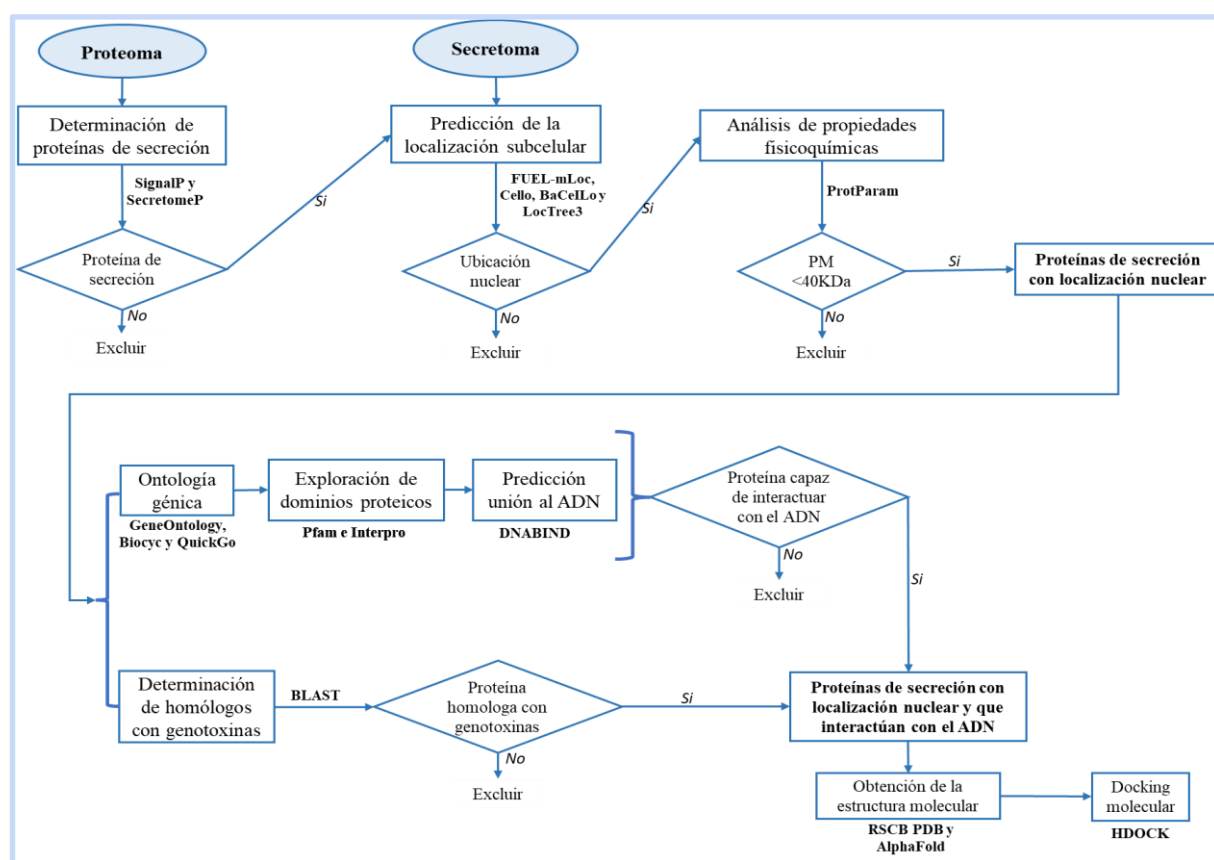 Proteoma
Determinación de
proteínas de secreción
SignalP y
SecretomeP
Proteína de
secreción
Si
No
Excluir
Secretoma
Predicción de la
localización subcelular
FUEL-mLoc,
Cello, BaCeILo y
LocTree3
Ubicación
nuclear
Si
No
Excluir
Análisis de propiedades
fisicoquímicas
ProtParam
PM
<40KDa
Si
No
Excluir
Proteínas de secreción
con localización nuclear
Ontología
génica
GeneOntology,
Biocyc y QuickGo
Exploración de
dominios proteicos
Pfam e Interpro
Predicción
unión al ADN
DNABIND
Proteína capaz
de interactuar
con el ADN
No
Excluir
Si
Determinación
de homólogos
con genotoxinas
BLAST
Proteína
homologa con
genotoxinas
Si
No
Excluir
Proteínas de secreción con
localización nuclear y que
interactúan con el ADN
Obtención de la
estructura molecular
RSCB PDB y
AlphaFold
Docking
molecular
HDOCK